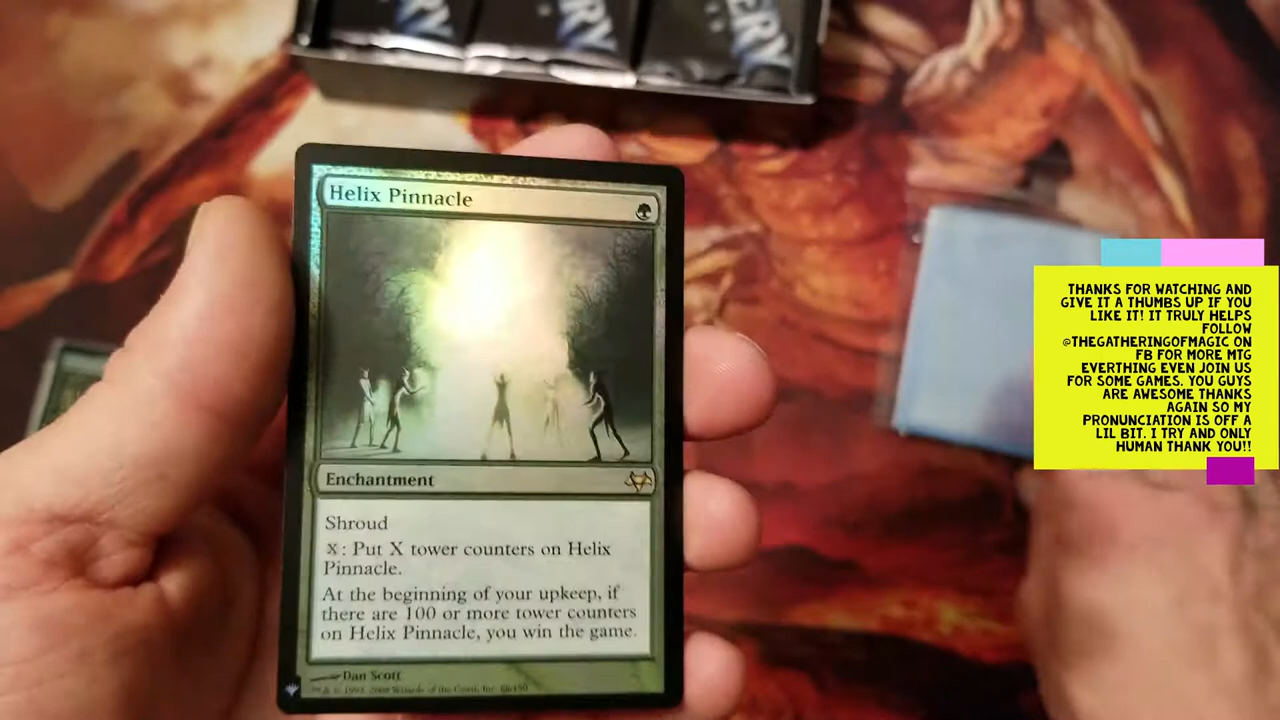 ERY
ERY
Helix Pinnacle
Enchantment
Shroud
X: Put X tower counters on Helix
Pinnacle.
At the beginning of your upkeep, if
there are 100 or more tower counters
on Helix Pinnacle, you win the game.
Dan Scott
THANKS FOR WATCHING AND
GIVE IT A THUMBS UP IF YOU
LIKE IT! IT TRULY HELPS
FOLLOW
@THEGATHERINGOFMAGIC ON
FB FOR MORE MTG
EVERTHING EVEN JOIN US
FOR SOME GAMES. YOU GUYS
ARE AWESOME THANKS
AGAIN SO MY
PRONUNCIATION IS OFF A
LIL BIT. I TRY AND ONLY
HUMAN THANK YOU!!